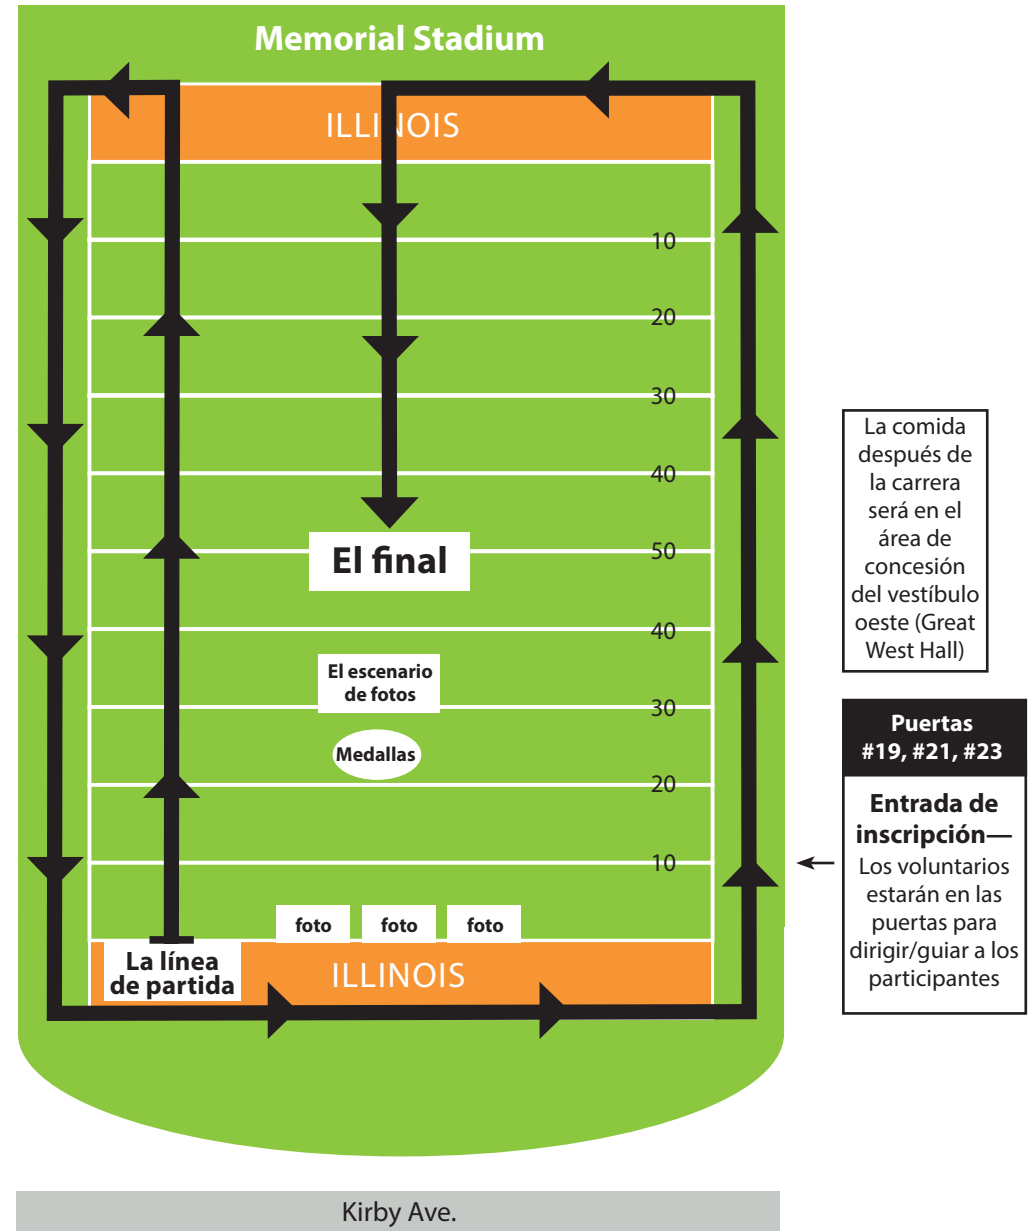 Memorial Stadium
ILLINOIS
10
20
30
40
50
El final
40
El escenario
de fotos
30
Medallas
20
10
foto foto foto
La línea
de partida
ILLINOIS
La comida
después de
la carrera
será en el
área de
concesión
del vestíbulo
oeste (Great
West Hall)
Puertas
#19, #21, #23
Entrada de
inscripción—
Los voluntarios
estarán en las
puertas para
dirigir/guiar a los
participantes
Kirby Ave.